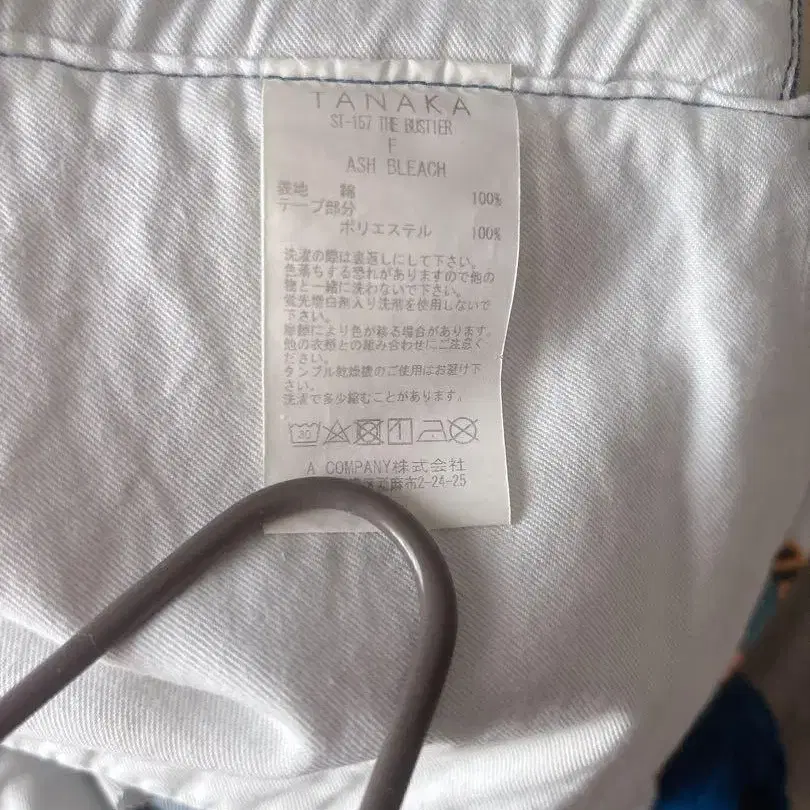 TANAKA
ST-157 THE BUSTIER
F
ASH BLEACH
表地 綿 100%
テープ部分
ポリエステル 100%
洗濯の際は裏返しにして下さい。
色落ちする恐れがありますので他の
物と一緒に洗わないで下さい。
蛍光増白剤入り洗剤を使用しないで
下さい。
摩擦により色が移る場合があります。
他の衣類との組み合わせにご注意く
ださい。
タンブル乾燥機のご使用はお避け下
さい。
洗濯で多少縮むことがあります。
30
A COMPANY株式会社
区西麻布2-24-25